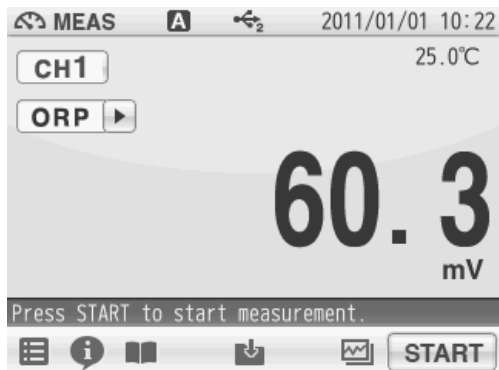 MEAS A 2 2011/01/01 10:22
25.0℃
CH1
ORP
60.3
mV
Press START to start measurement.
START